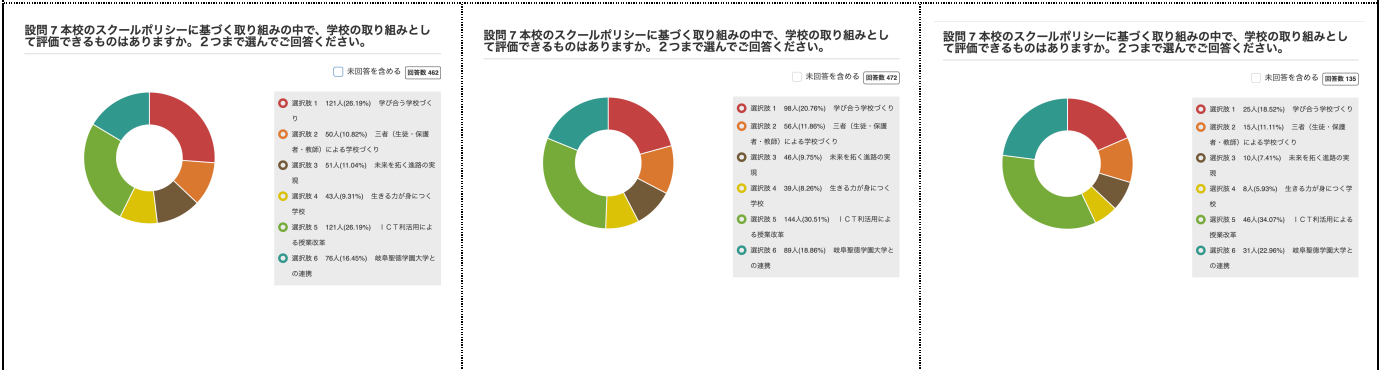 設問７本校のスクールポリシーに基づく取り組みの中で、学校の取り組みとし
て評価できるものはありますか。２つまで選んでご回答ください。
未回答を含める 回答数 462
選択肢 1 121人(26.19%) 学び合う学校づく
り
選択肢 2 50人(10.82%) 三者（生徒・保護
者・教師）による学校づくり
選択肢 3 51人(11.04%) 未来を拓く進路の実
現
選択肢 4 43人(9.31%) 生きる力が身につく
学校
選択肢 5 121人(26.19%) ＩＣＴ利活用によ
る授業改革
選択肢 6 76人(16.45%) 岐阜聖徳学園大学と
の連携
設問７本校のスクールポリシーに基づく取り組みの中で、学校の取り組みとし
て評価できるものはありますか。２つまで選んでご回答ください。
未回答を含める 回答数 472
選択肢 1 98人(20.76%) 学び合う学校づくり
選択肢 2 56人(11.86%) 三者（生徒・保護
者・教師）による学校づくり
選択肢 3 46人(9.75%) 未来を拓く進路の実
現
選択肢 4 39人(8.26%) 生きる力が身につく
学校
選択肢 5 144人(30.51%) ＩＣＴ利活用によ
る授業改革
選択肢 6 89人(18.86%) 岐阜聖徳学園大学と
の連携
設問７本校のスクールポリシーに基づく取り組みの中で、学校の取り組みとし
て評価できるものはありますか。２つまで選んでご回答ください。
未回答を含める 回答数 135
選択肢 1 25人(18.52%) 学び合う学校づくり
選択肢 2 15人(11.11%) 三者（生徒・保護
者・教師）による学校づくり
選択肢 3 10人(7.41%) 未来を拓く進路の実
現
選択肢 4 8人(5.93%) 生きる力が身につく学
校
選択肢 5 46人(34.07%) ＩＣＴ利活用による
授業改革
選択肢 6 31人(22.96%) 岐阜聖徳学園大学と
の連携